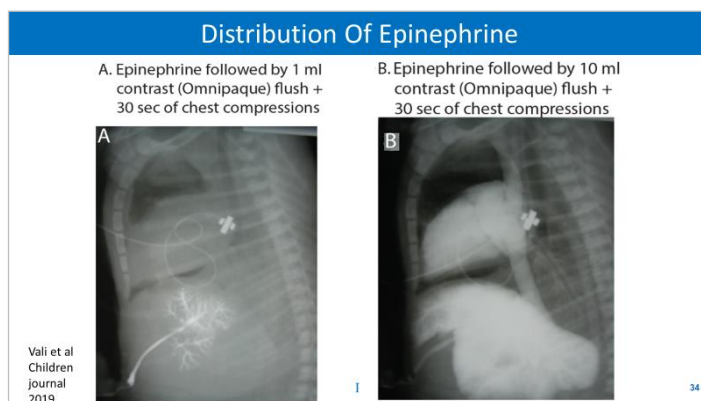 Distribution Of Epinephrine
A. Epinephrine followed by 1 ml
contrast (Omnipaque) flush +
30 sec of chest compressions
B. Epinephrine followed by 10 ml
contrast (Omnipaque) flush +
30 sec of chest compressions
A
B
Vali et al
Children
journal
2019
I
34